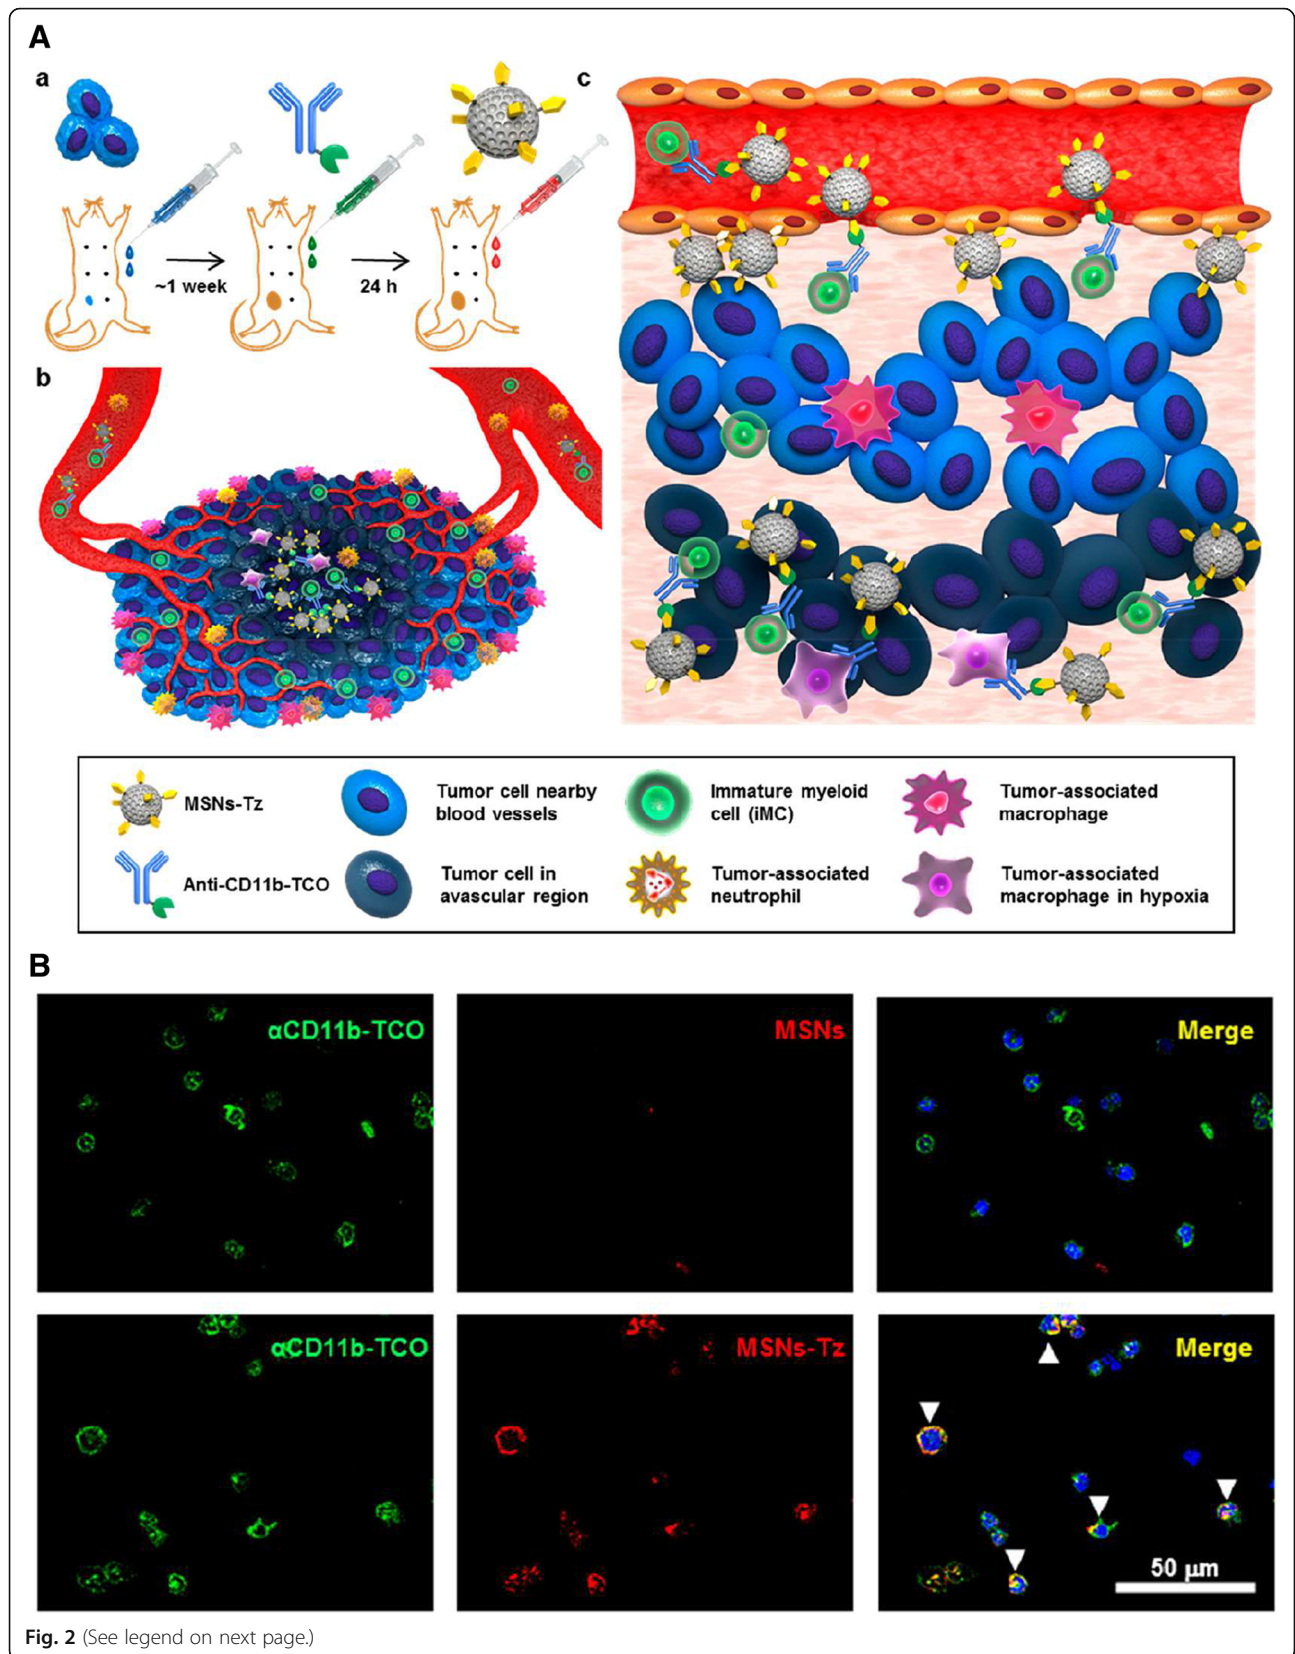 A
a
c
~1 week
24 h
b
MSNs-Tz
Tumor cell nearby
blood vessels
Immature myeloid
cell (iMC)
Tumor-associated
macrophage
Anti-CD11b-TCO
Tumor cell in
avascular region
Tumor-associated
neutrophil
Tumor-associated
macrophage in hypoxia
B
αCD11b-TCO
MSNs
Merge
αCD11b-TCO
MSNs-Tz
Merge
50 μm
Fig. 2 (See legend on next page.)